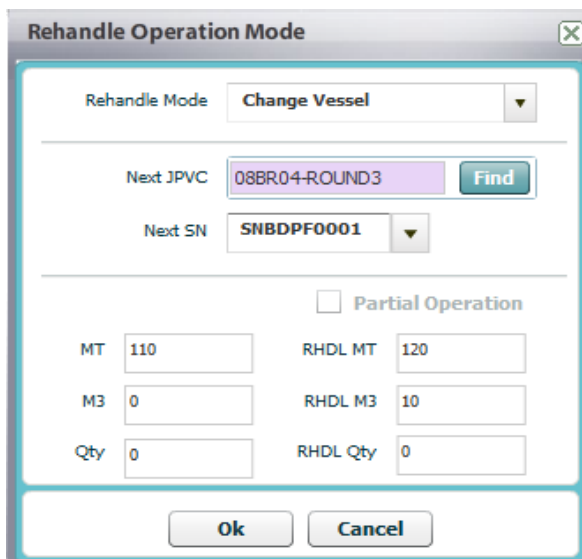 Rehandle Operation Mode
Rehandle Mode Change Vessel
Next JPVC 08BR04-ROUND3 Find
Next SN SNBDPF0001
Partial Operation
MT 110 RHDL MT 120
M3 0 RHDL M3 10
Qty 0 RHDL Qty 0
Ok Cancel